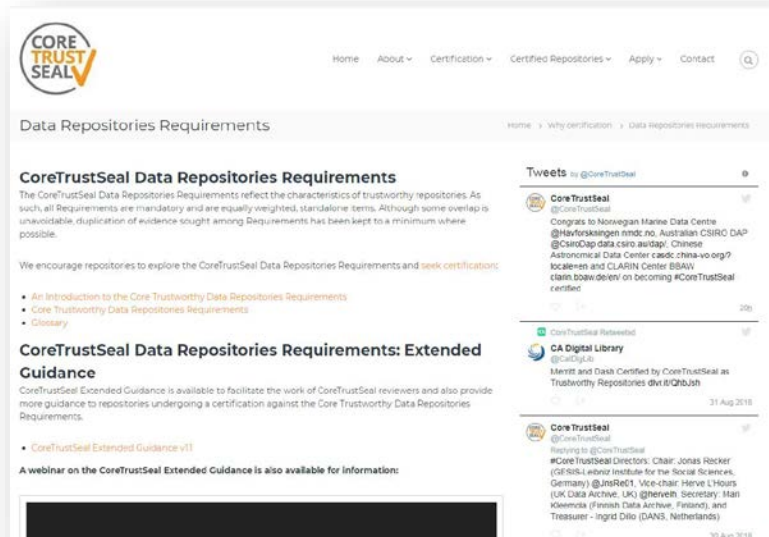 CORE
TRUST
SEAL
Home About Certification Certified Repositories Apply Contact
Data Repositories Requirements
Home > Why certification > Data Repositories Requirements
CoreTrustSeal Data Repositories Requirements
The CoreTrustSeal Data Repositories Requirements reflect the characteristics of trustworthy repositories. As
such, all Requirements are mandatory and are equally weighted, standalone items. Although some overlap is
unavoidable, duplication of evidence sought among Requirements has been kept to a minimum where
possible.
We encourage repositories to explore the CoreTrustSeal Data Repositories Requirements and seek certification:
• An Introduction to the Core Trustworthy Data Repositories Requirements
• Core Trustworthy Data Repositories Requirements
• Glossary
CoreTrustSeal Data Repositories Requirements: Extended
Guidance
CoreTrustSeal Extended Guidance is available to facilitate the work of CoreTrustSeal reviewers and also provide
more guidance to repositories undergoing a certification against the Core Trustworthy Data Repositories
Requirements.
• CoreTrustSeal Extended Guidance v1.1
A webinar on the CoreTrustSeal Extended Guidance is also available for information:
Tweets by @CoreTrustSeal
CoreTrustSeal
@CoreTrustSeal
Congrats to Norwegian Marine Data Centre
@Havforskningen nmdc.no, Australian CSIRO DAP
@CsiroDap data.csiro.au/dap/, Chinese
Astronomical Data Center casdc.china-vo.org/?
locale=en and CLARIN Center BBAW
clarin.bbaw.de/en/ on becoming #CoreTrustSeal
certified
20h
CoreTrustSeal Retweeted
CA Digital Library
@CalDigLib
Merritt and Dash Certified by CoreTrustSeal as
Trustworthy Repositories dlvr.it/QhbJsh
31 Aug 2018
CoreTrustSeal
@CoreTrustSeal
Replying to @CoreTrustSeal
#CoreTrustSeal Directors: Chair: Jonas Recker
(GESIS-Leibniz Institute for the Social Sciences,
Germany) @JnsRe01, Vice-chair: Herve L'Hours
(UK Data Archive, UK) @hervelh, Secretary: Mari
Kleemola (Finnish Data Archive, Finland), and
Treasurer - Ingrid Dillo (DANS, Netherlands)
30 Aug 2018